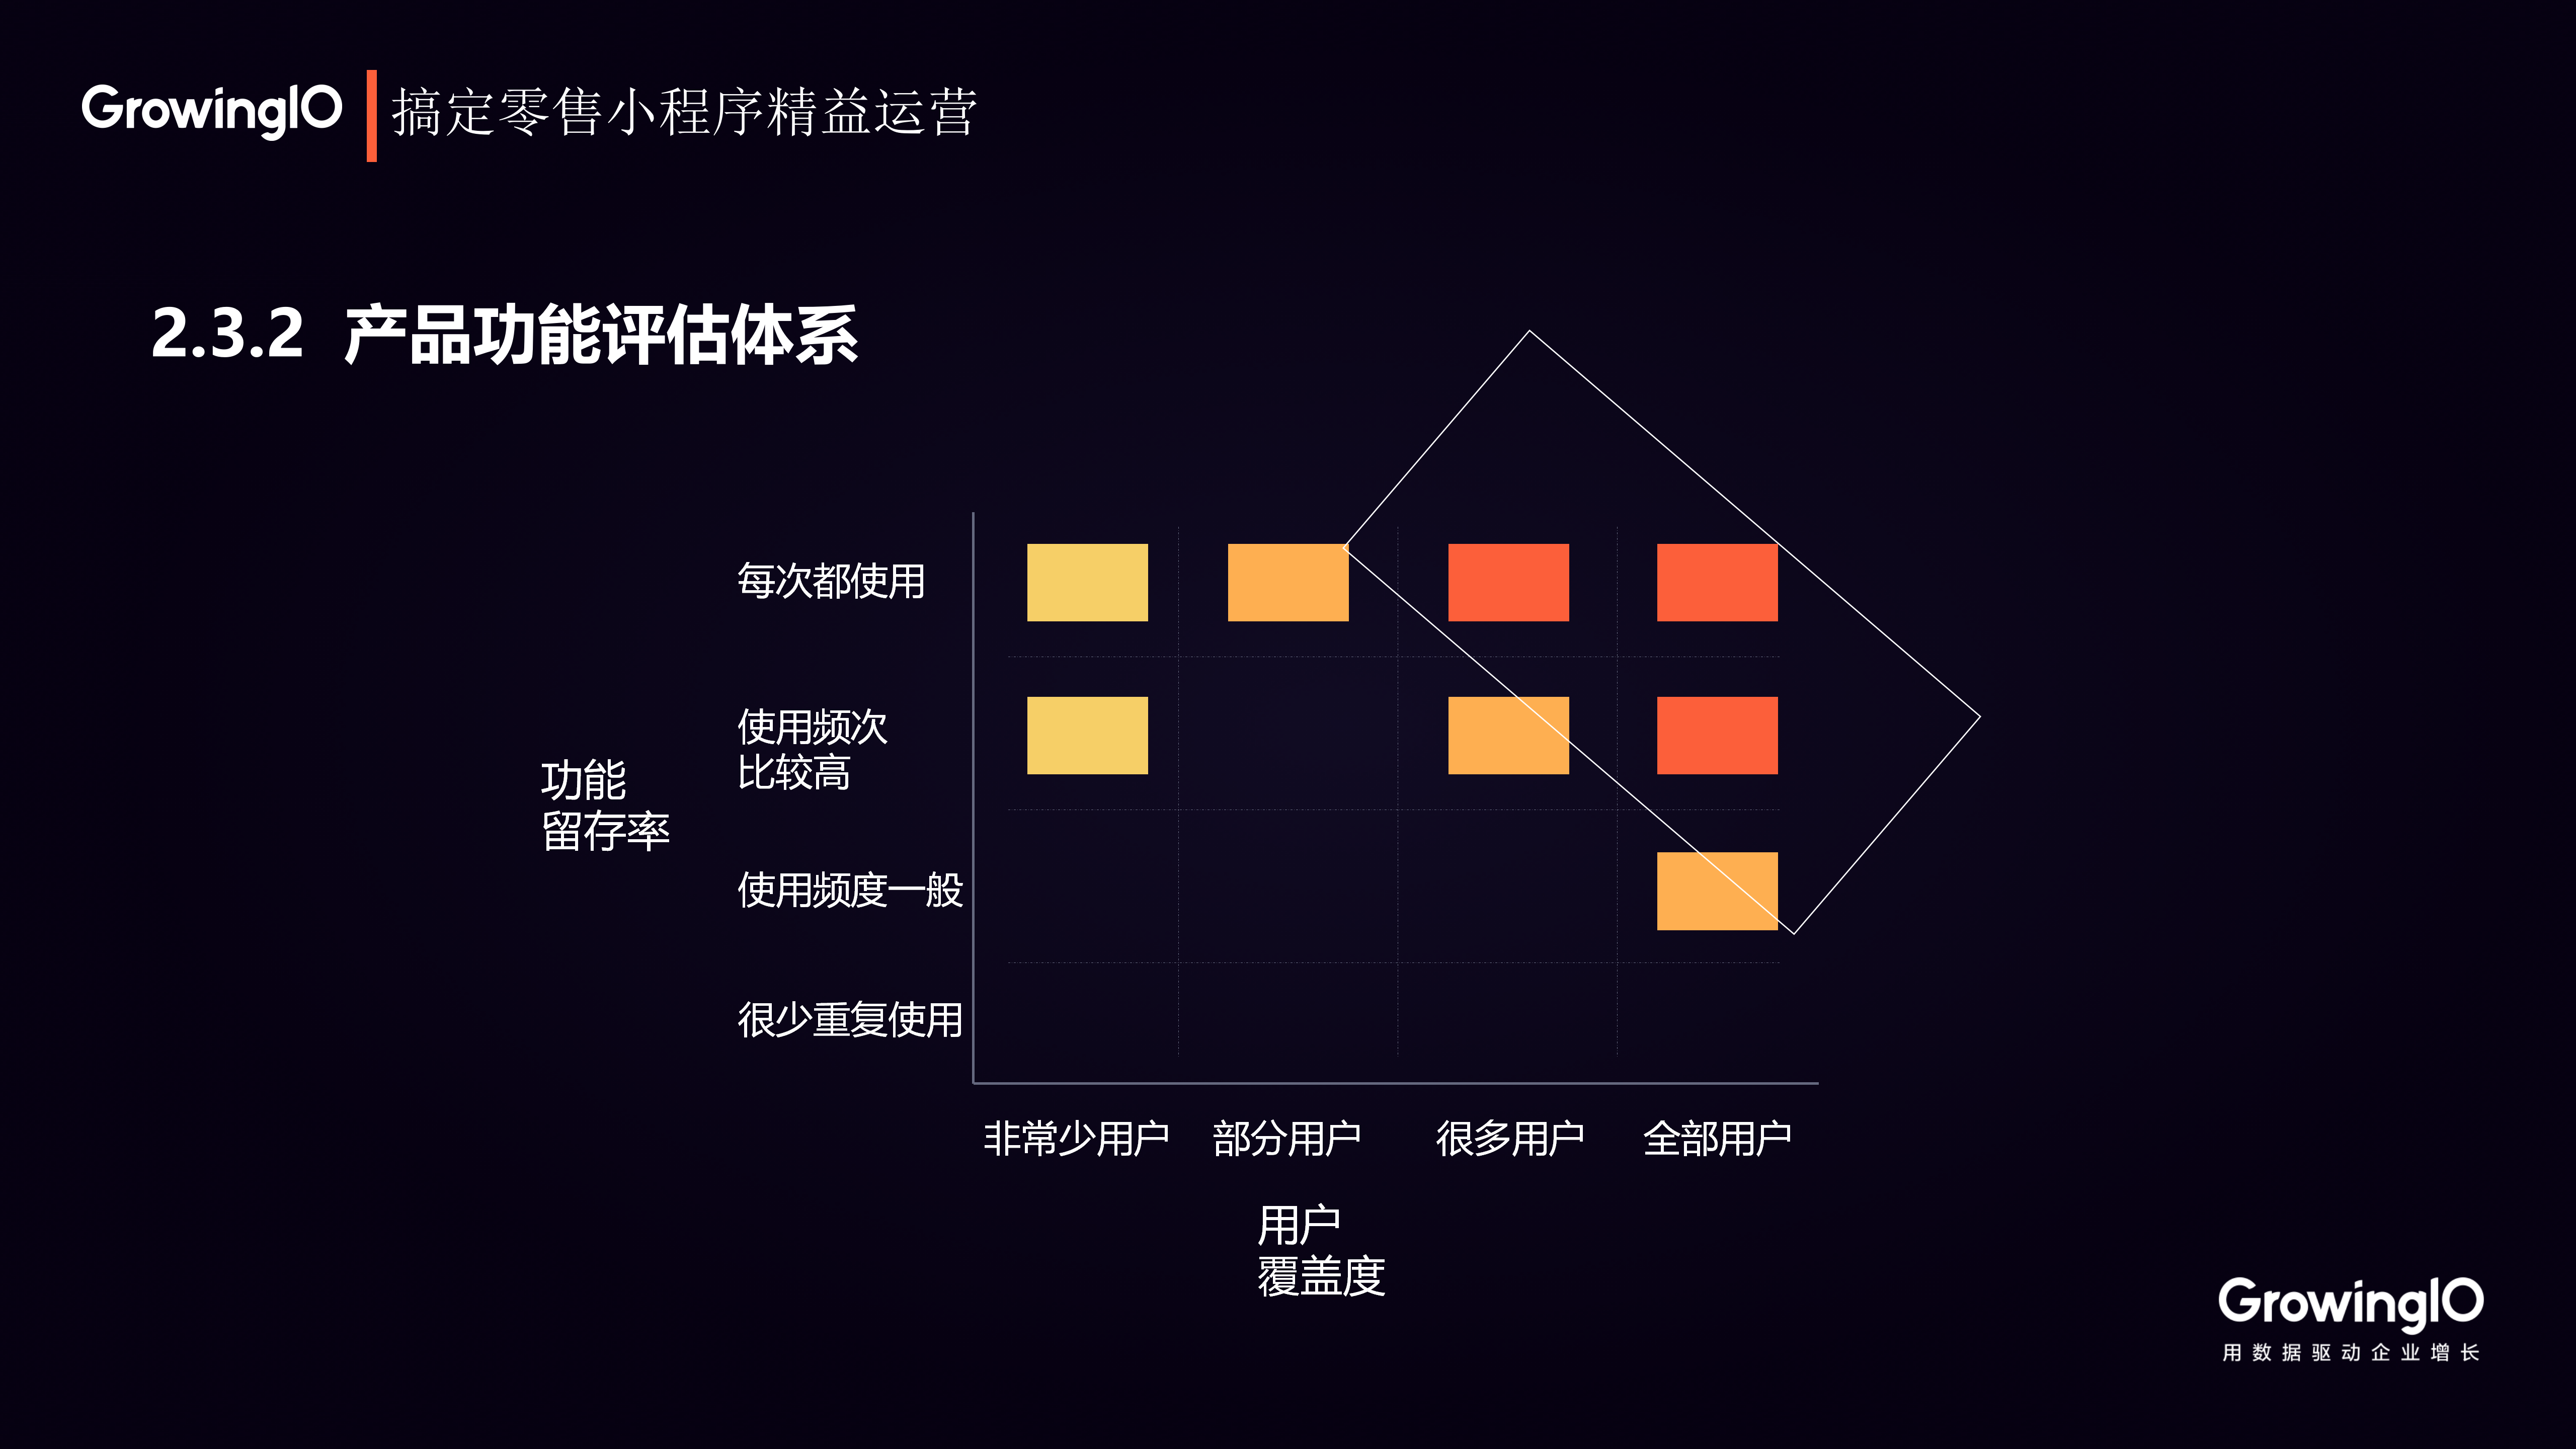 GrowingIO 搞定零售小程序精益运营
2.3.2 产品功能评估体系
每次都使用
使用频次
比较高
功能
留存率
使用频度一般
很少重复使用
非常少用户 部分用户 很多用户 全部用户
用户
覆盖度
GrowingIO
用数据驱动企业增长